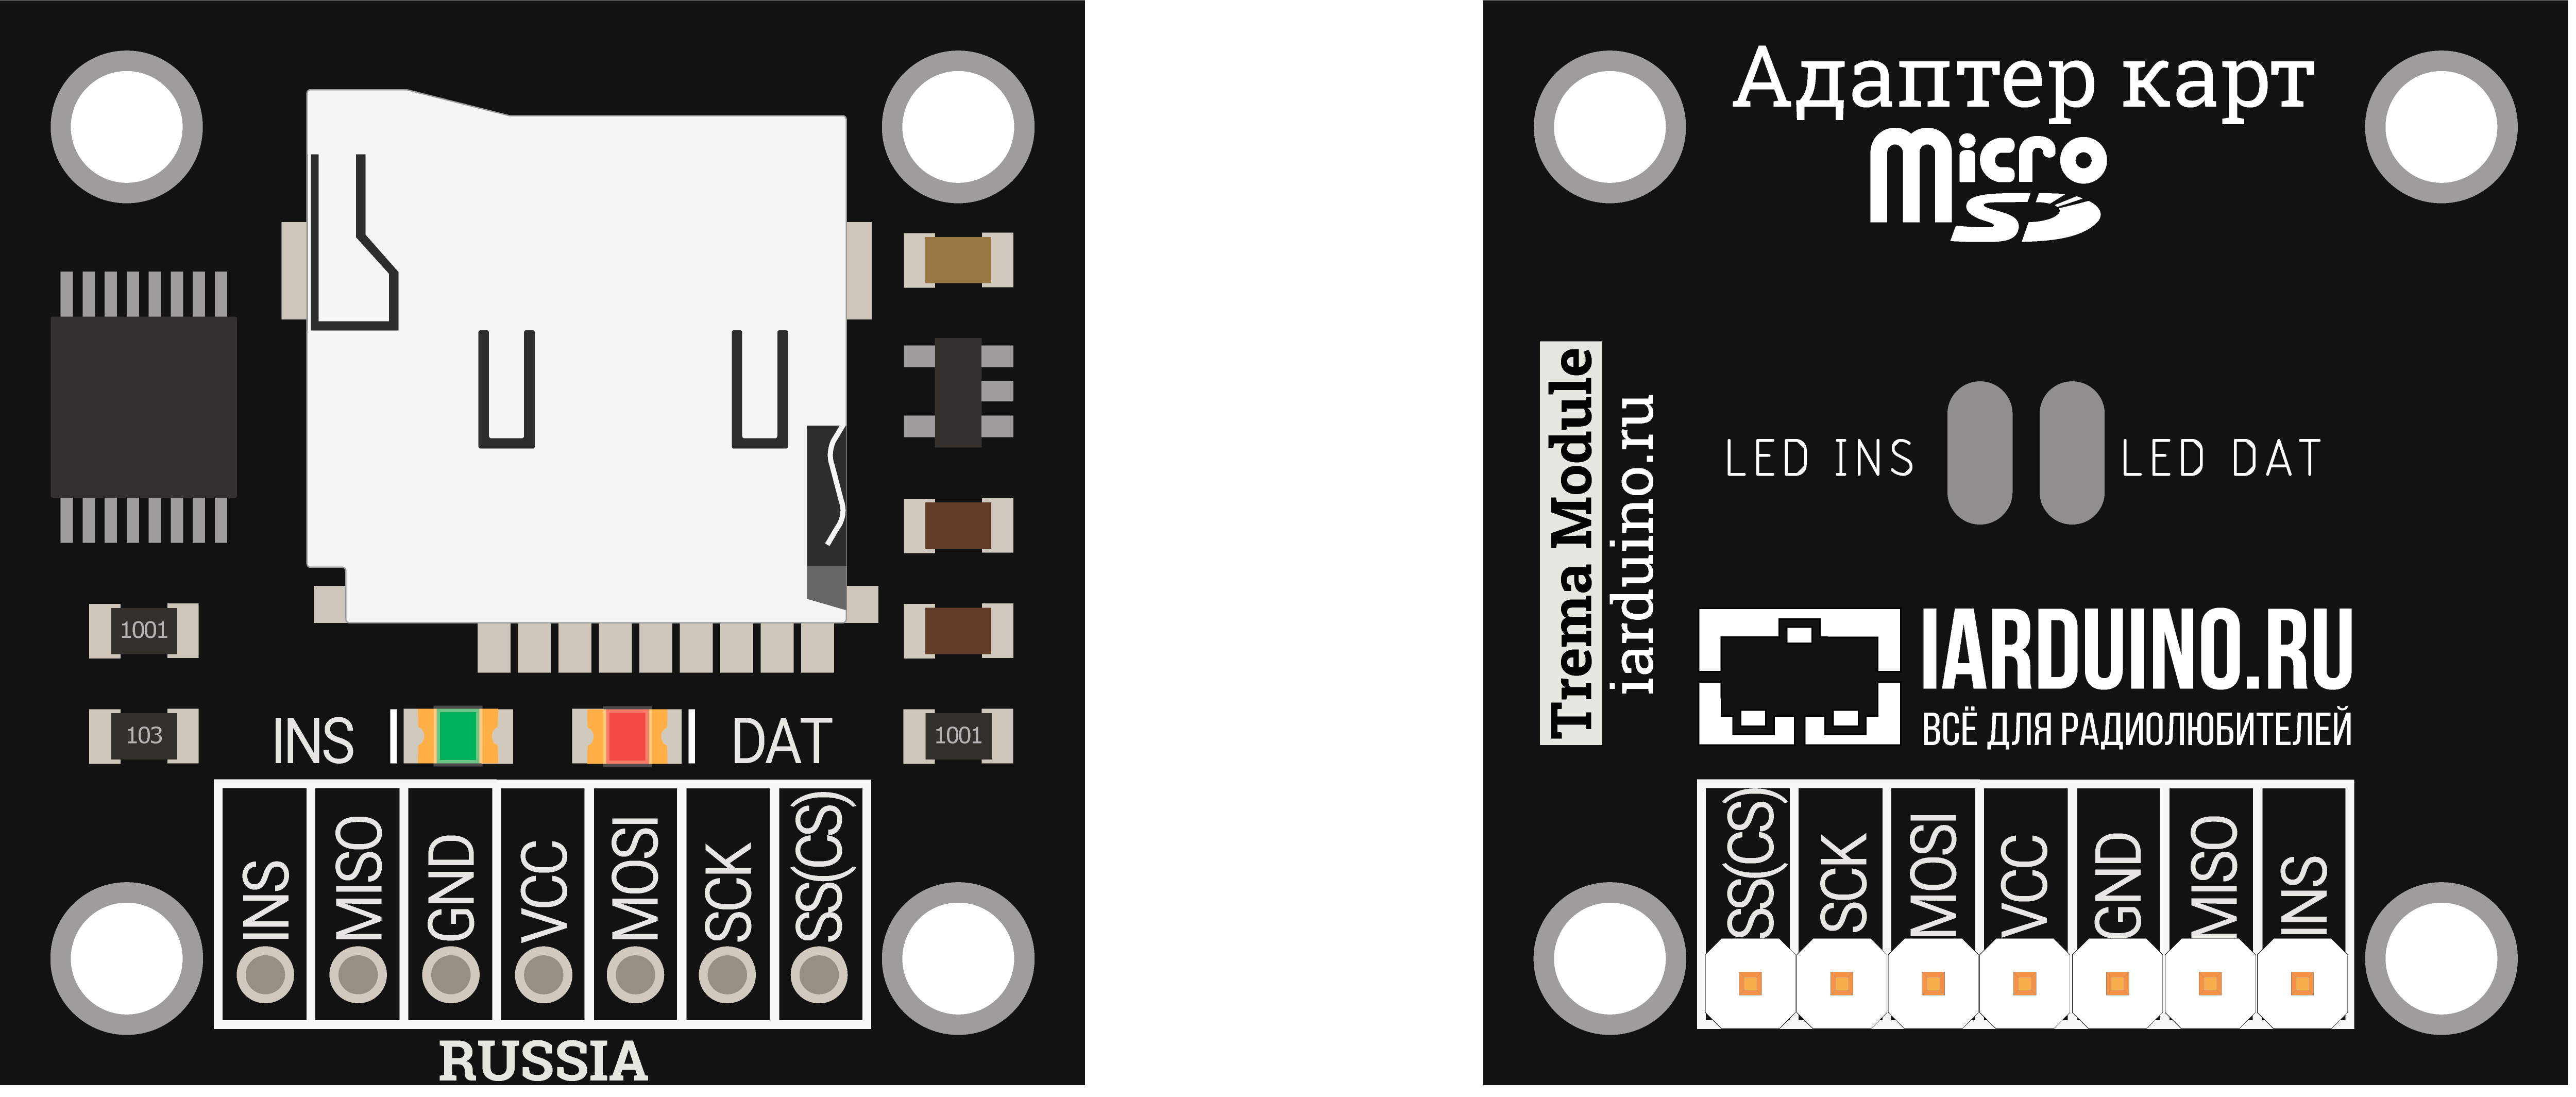 1001
103
INS
DAT
1001
INS
MISO
GND
VCC
MOSI
SCK
SS(CS)
RUSSIA
Адаптер карт
Micro
SD
Trema Module
iarduino.ru
LED INS
LED DAT
IARDUINO.RU
ВСЁ ДЛЯ РАДИОЛЮБИТЕЛЕЙ
SS(CS)
SCK
MOSI
VCC
GND
MISO
INS